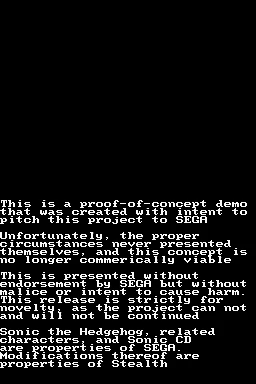 This is a proof-of-concept demo
that was created with intent to
pitch this project to SEGA
Unfortunately, the proper
circumstances never presented
themselves, and this concept is
no longer commerically viable
This is presented without
endorsement by SEGA but without
malice or intent to cause harm.
This release is strictly for
novelty, as the project can not
and will not be continued
Sonic the Hedgehog, related
characters, and Sonic CD
are properties of SEGA.
Modifications thereof are
properties of Stealth